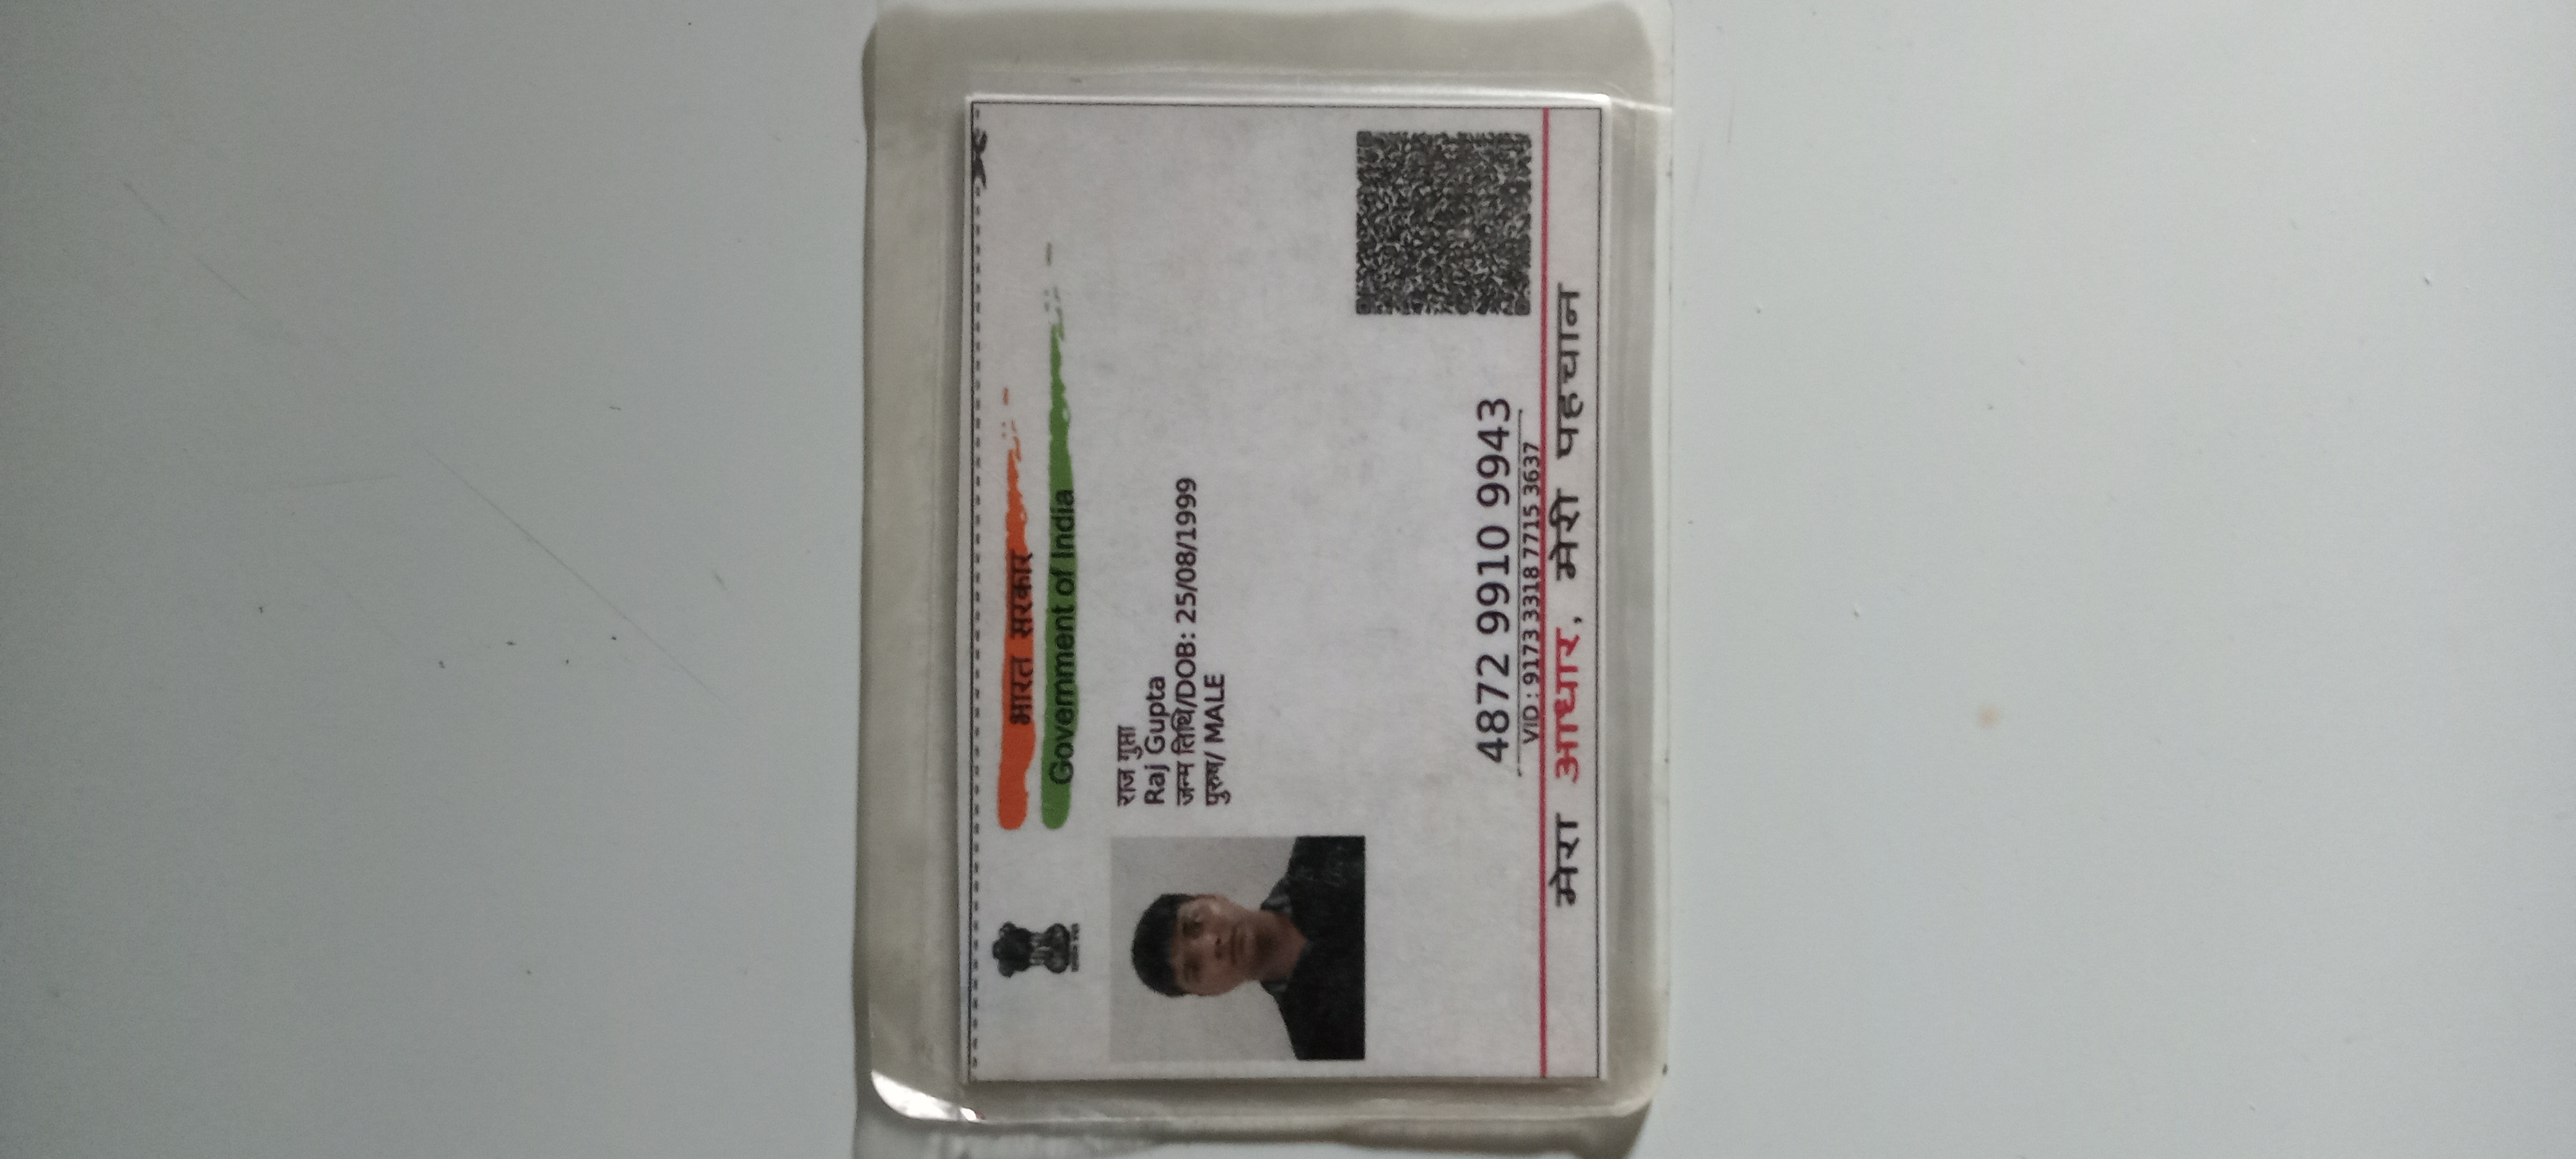 भारत सरकार
Government of India
राज गुप्ता
Raj Gupta
जन्म तिथि/DOB: 25/08/1999
पुरुष/ MALE
4872 9910 9943
VID : 9173 3318 7715 3637
मेरा आधार, मेरी पहचान